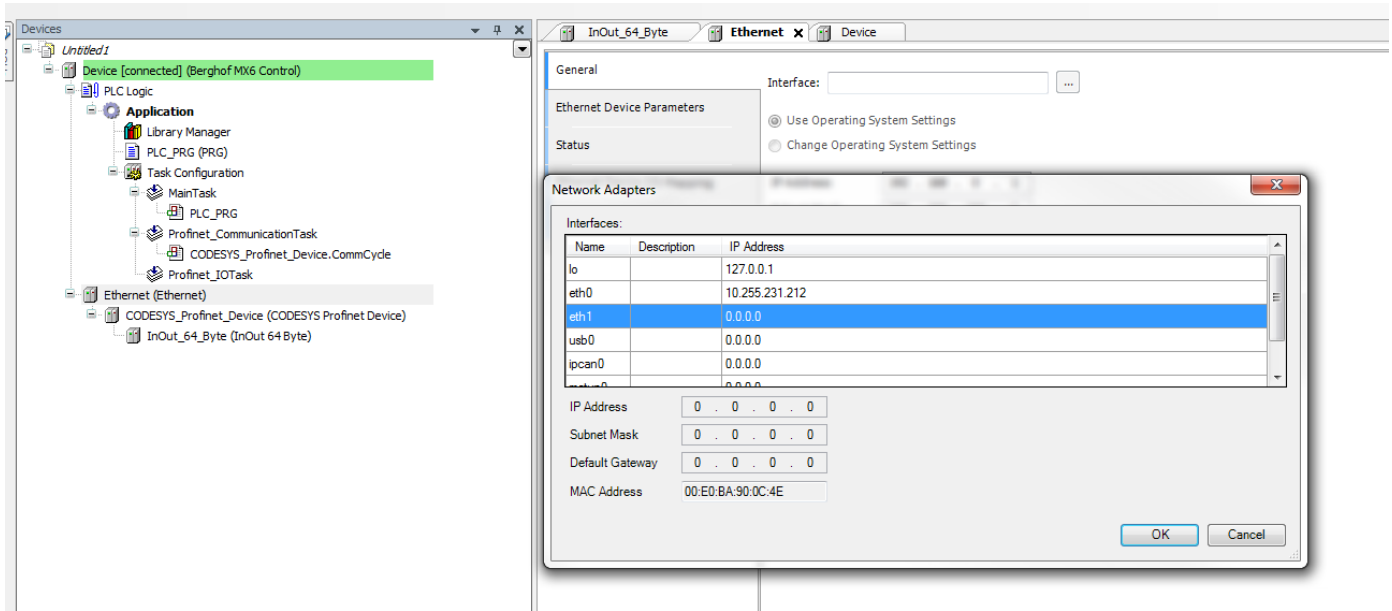 Devices
Untitled1
Device [connected] (Berghof MX6 Control)
PLC Logic
Application
Library Manager
PLC_PRG (PRG)
Task Configuration
MainTask
PLC_PRG
Profinet_CommunicationTask
CODESYS_Profinet_Device.CommCycle
Profinet_IOTask
Ethernet (Ethernet)
CODESYS_Profinet_Device (CODESYS Profinet Device)
InOut_64_Byte (InOut 64 Byte)
InOut_64_Byte Ethernet X Device
General
Ethernet Device Parameters
Status
Interface: ...
Use Operating System Settings
Change Operating System Settings
Network Adapters
Interfaces:
Name Description IP Address
lo 127.0.0.1
eth0 10.255.231.212
eth1 0.0.0.0
usb0 0.0.0.0
ipcan0 0.0.0.0
IP Address 0 . 0 . 0 . 0
Subnet Mask 0 . 0 . 0 . 0
Default Gateway 0 . 0 . 0 . 0
MAC Address 00:E0:BA:90:0C:4E
OK Cancel